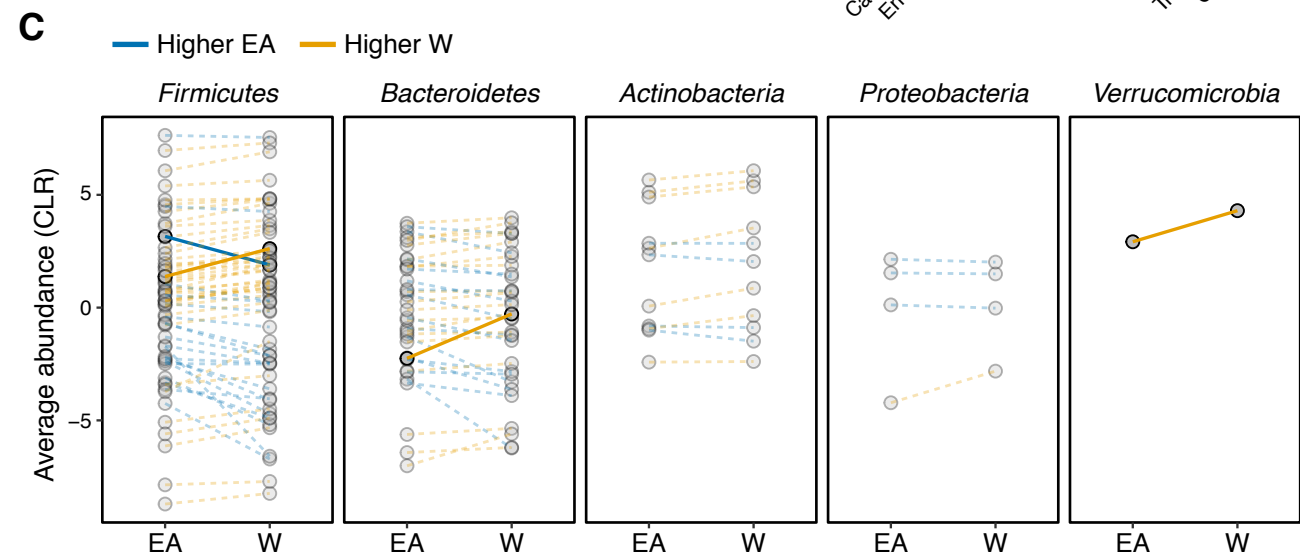 C
Higher EA Higher W
Firmicutes Bacteroidetes Actinobacteria Proteobacteria Verrucomicrobia
Average abundance (CLR)
5
0
−5
EA W EA W EA W EA W EA W